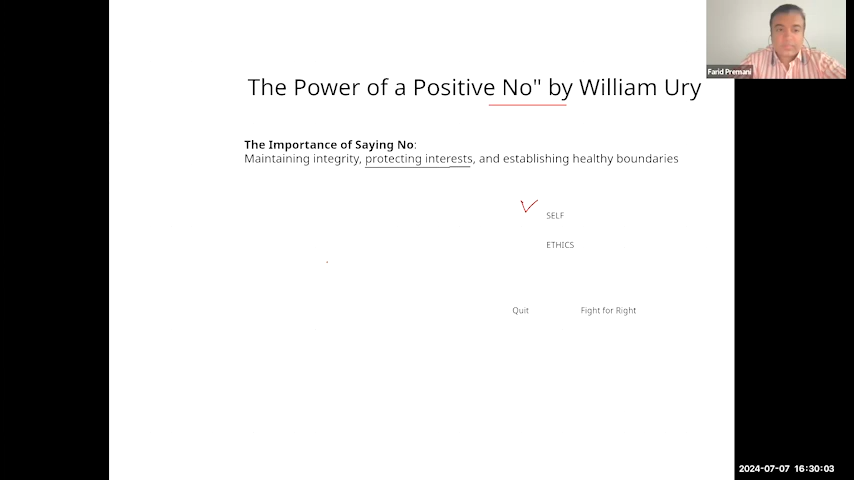 Farid Premani
The Power of a Positive No" by William Ury
The Importance of Saying No:
Maintaining integrity, protecting interests, and establishing healthy boundaries
SELF
ETHICS
Quit Fight for Right
2024-07-07 16:30:03